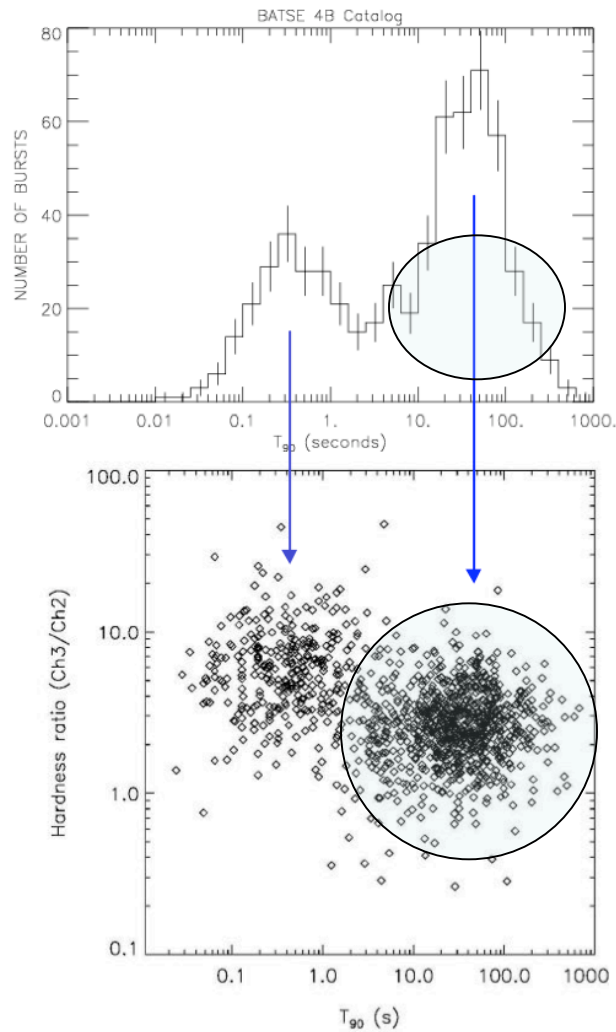 BATSE 4B Catalog
80
60
40
20
0
NUMBER OF BURSTS
0.001 0.01 0.1 1. 10. 100. 1000.
T₉₀ (seconds)
100.0
10.0
1.0
0.1
Hardness ratio (Ch3/Ch2)
0.1 1.0 10.0 100.0 1000.0
T₉₀ (s)